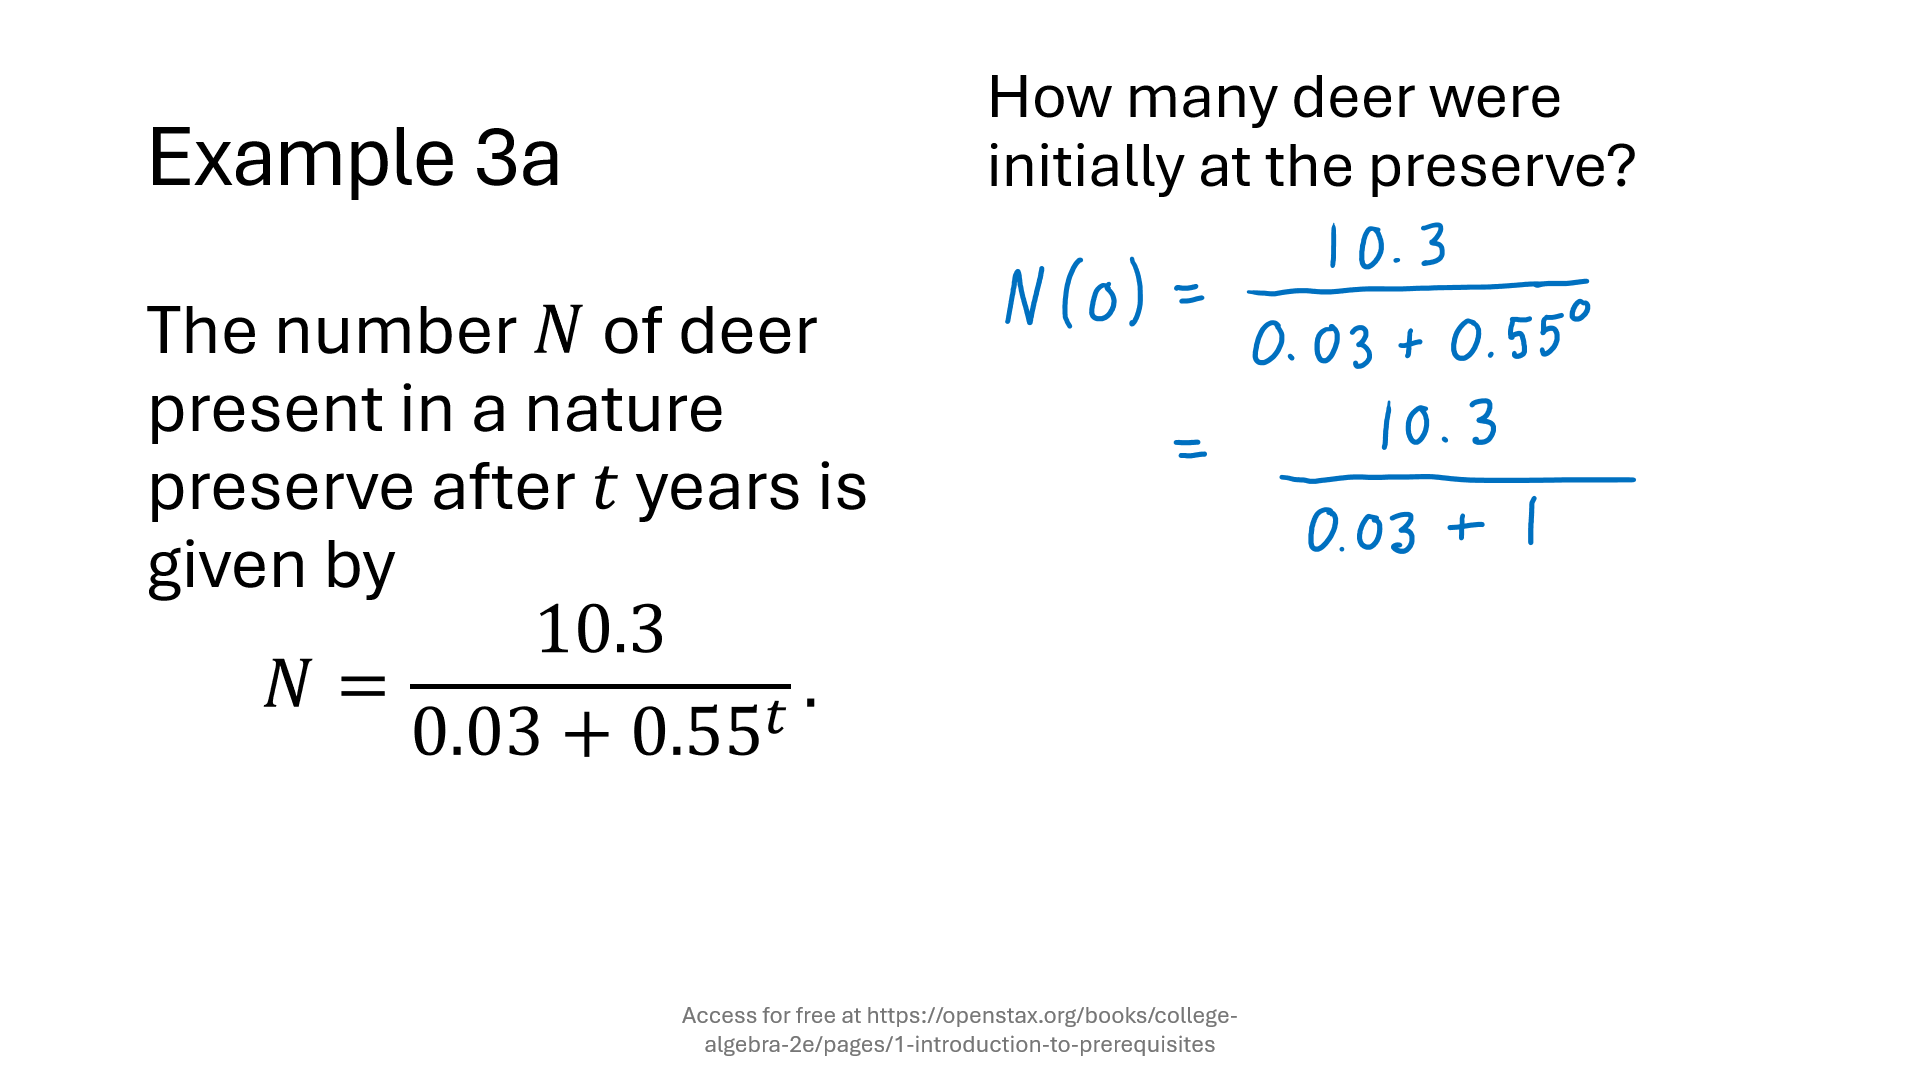 Example 3a
The number N of deer
present in a nature
preserve after t years is
given by
N = \frac{10.3}{0.03 + 0.55^t}.
How many deer were
initially at the preserve?
N(0) = \frac{10.3}{0.03 + 0.55^0}
= \frac{10.3}{0.03 + 1}
Access for free at https://openstax.org/books/college-
algebra-2e/pages/1-introduction-to-prerequisites